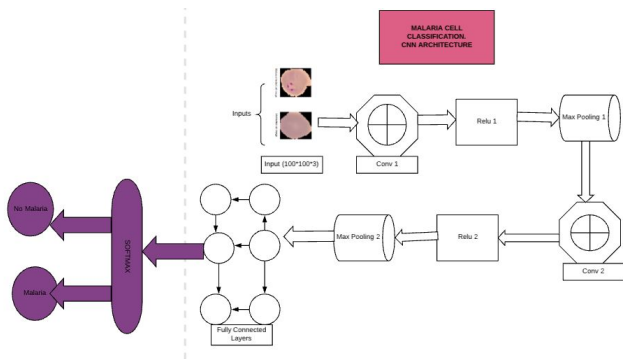 MALARIA CELL
CLASSIFICATION.
CNN ARCHITECTURE
Inputs
Input (100*100*3)
Conv 1
Relu 1
Max Pooling 1
Conv 2
Relu 2
Max Pooling 2
Fully Connected
Layers
SOFTMAX
No Malaria
Malaria